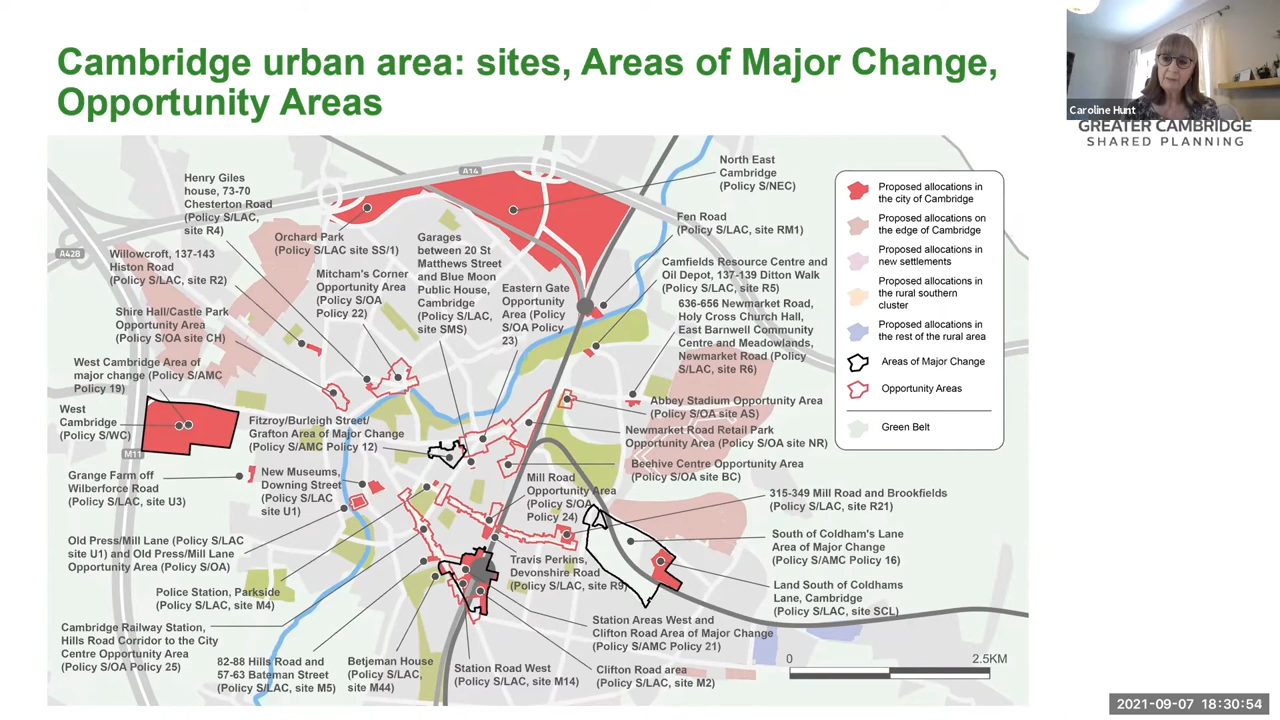 Cambridge urban area: sites, Areas of Major Change,
Opportunity Areas
Caroline Hunt
GREATER CAMBRIDGE
SHARED PLANNING
A14
A428
M11
Henry Giles
house, 73-70
Chesterton Road
(Policy S/LAC,
site R4)
Willowcroft, 137-143
Histon Road
(Policy S/LAC, site R2)
Shire Hall/Castle Park
Opportunity Area
(Policy S/OA site CH)
West Cambridge Area of
major change (Policy S/AMC
Policy 19)
West
Cambridge
(Policy S/WC)
Grange Farm off
Wilberforce Road
(Policy S/LAC, site U3)
Orchard Park
(Policy S/LAC site SS/1)
Mitcham's Corner
Opportunity Area
(Policy S/OA
Policy 22)
Garages
between 20 St
Matthews Street
and Blue Moon
Public House,
Cambridge
(Policy S/LAC,
site SMS)
Eastern Gate
Opportunity
Area (Policy
S/OA Policy
23)
North East
Cambridge
(Policy S/NEC)
Fen Road
(Policy S/LAC, site RM1)
Camfields Resource Centre and
Oil Depot, 137-139 Ditton Walk
(Policy S/LAC, site R5)
636-656 Newmarket Road,
Holy Cross Church Hall,
East Barnwell Community
Centre and Meadowlands,
Newmarket Road (Policy
S/LAC, site R6)
Abbey Stadium Opportunity Area
(Policy S/OA site AS)
Newmarket Road Retail Park
Opportunity Area (Policy S/OA site NR)
Beehive Centre Opportunity Area
(Policy S/OA site BC)
Fitzroy/Burleigh Street/
Grafton Area of Major Change
(Policy S/AMC Policy 12)
New Museums,
Downing Street
(Policy S/LAC
site U1)
Mill Road
Opportunity Area
(Policy S/OA
Policy 24)
315-349 Mill Road and Brookfields
(Policy S/LAC, site R21)
South of Coldham's Lane
Area of Major Change
(Policy S/AMC Policy 16)
Land South of Coldhams
Lane, Cambridge
(Policy S/LAC, site SCL)
Old Press/Mill Lane (Policy S/LAC
site U1) and Old Press/Mill Lane
Opportunity Area (Policy S/OA)
Police Station, Parkside
(Policy S/LAC, site M4)
Cambridge Railway Station,
Hills Road Corridor to the City
Centre Opportunity Area
(Policy S/OA Policy 25)
82-88 Hills Road and
57-63 Bateman Street
(Policy S/LAC, site M5)
Betjeman House
(Policy S/LAC,
site M44)
Station Road West
(Policy S/LAC, site M14)
Travis Perkins,
Devonshire Road
(Policy S/LAC, site R9)
Station Areas West and
Clifton Road Area of Major Change
(Policy S/AMC Policy 21)
Clifton Road area
(Policy S/LAC, site M2)
Proposed allocations in
the city of Cambridge
Proposed allocations on
the edge of Cambridge
Proposed allocations in
new settlements
Proposed allocations in
the rural southern
cluster
Proposed allocations in
the rest of the rural area
Areas of Major Change
Opportunity Areas
Green Belt
0 2.5KM
2021-09-07 18:30:54